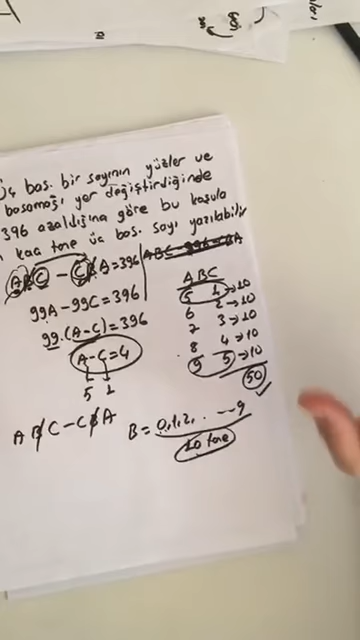 üç bas. bir sayının yüzler ve
basamağı yer değiştirdiğinde
396 azaldığına göre bu koşula
kaç tane üç bas. sayı yazılabilir
ABC - CBA = 396
99A - 99C = 396
99.(A-C) = 396
A-C = 4
5 1
ABC - CBA
ABC
5 1 → 10
6 2 → 10
7 3 → 10
8 4 → 10
9 5 → 10
50
B = 0,1,2, . . . - - 9
10 tane